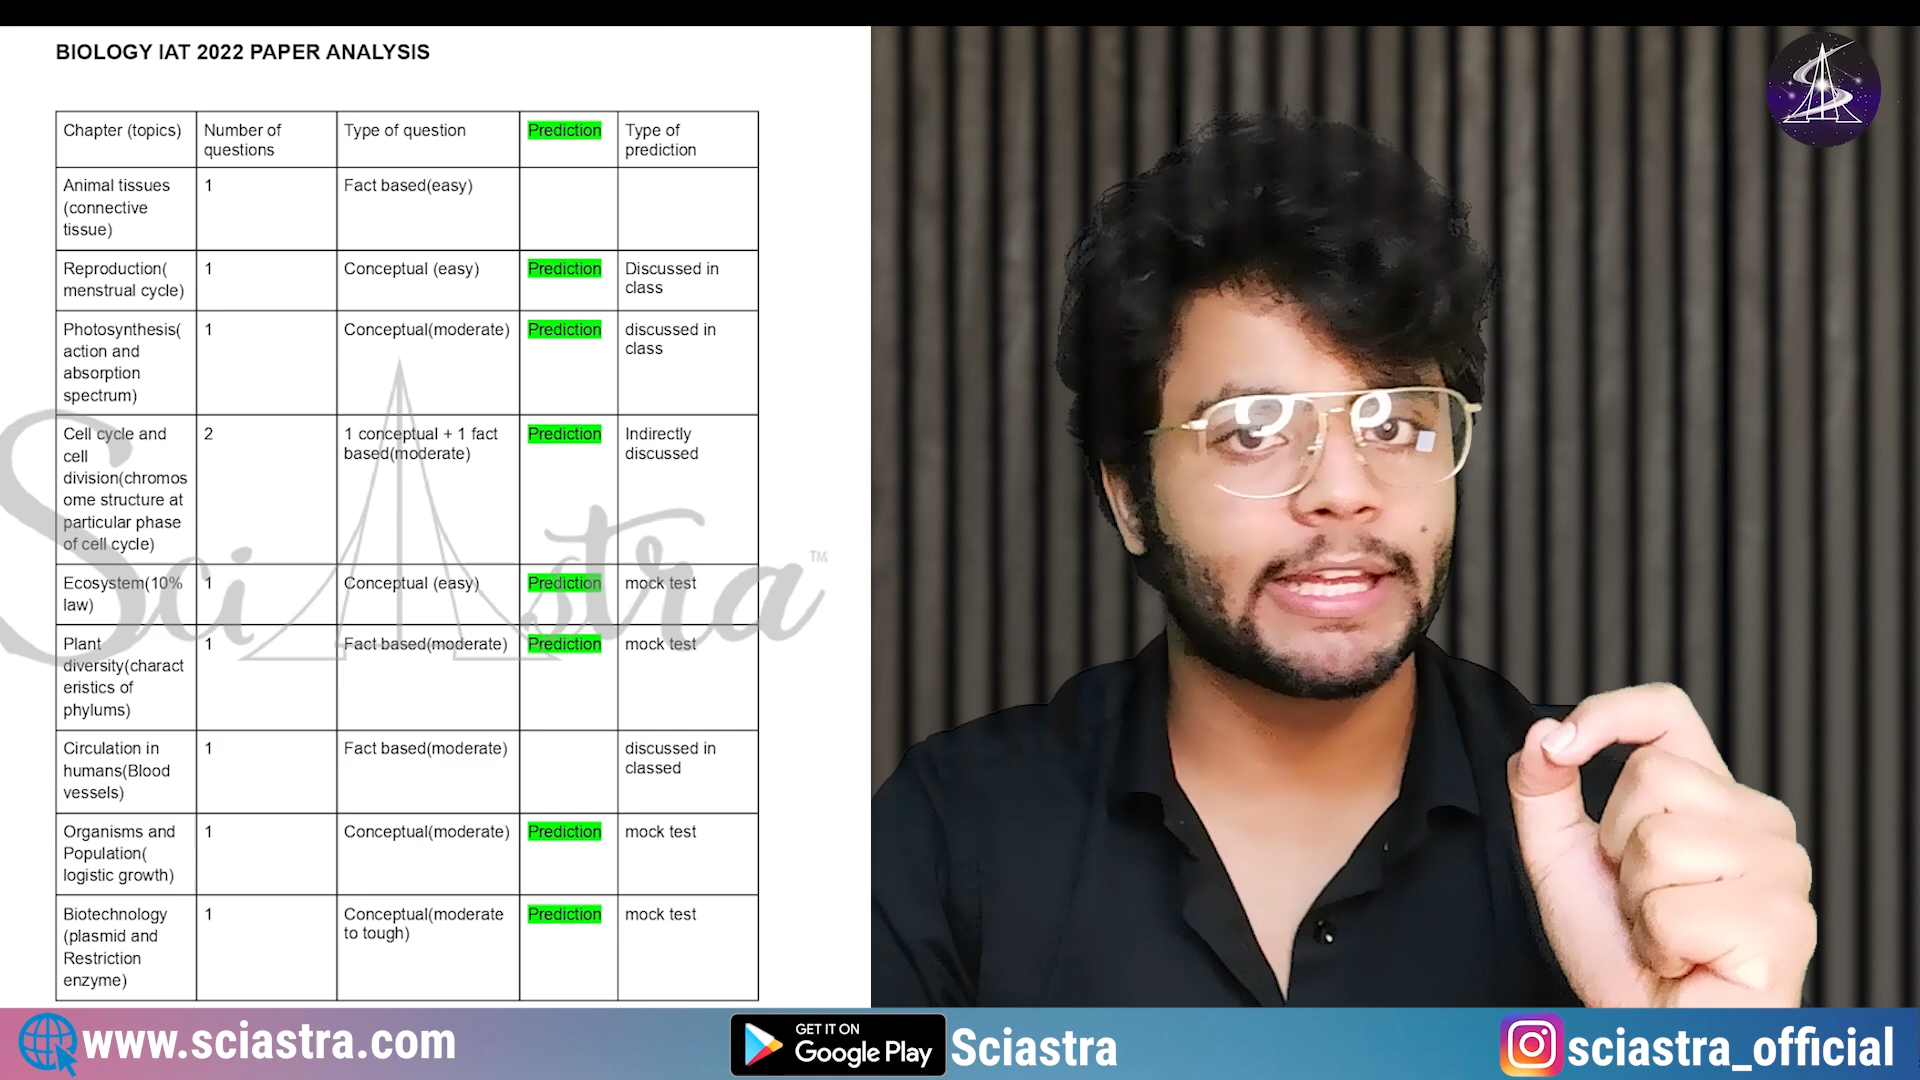 BIOLOGY IAT 2022 PAPER ANALYSIS
Chapter (topics)
Number of
questions
Type of question
Prediction
Type of
prediction
Animal tissues
(connective
tissue)
1
Fact based(easy)
Reproduction(
menstrual cycle)
1
Conceptual (easy)
Prediction
Discussed in
class
Photosynthesis(
action and
absorption
spectrum)
1
Conceptual(moderate)
Prediction
discussed in
class
Cell cycle and
cell
division(chromos
ome structure at
particular phase
of cell cycle)
2
1 conceptual + 1 fact
based(moderate)
Prediction
Indirectly
discussed
Ecosystem(10%
law)
1
Conceptual (easy)
Prediction
mock test
Plant
diversity(charact
eristics of
phylums)
1
Fact based(moderate)
Prediction
mock test
Circulation in
humans(Blood
vessels)
1
Fact based(moderate)
discussed in
classed
Organisms and
Population(
logistic growth)
1
Conceptual(moderate)
Prediction
mock test
Biotechnology
(plasmid and
Restriction
enzyme)
1
Conceptual(moderate
to tough)
Prediction
mock test
SciAstra™
www.sciastra.com
GET IT ON
Google Play
Sciastra
sciastra_official